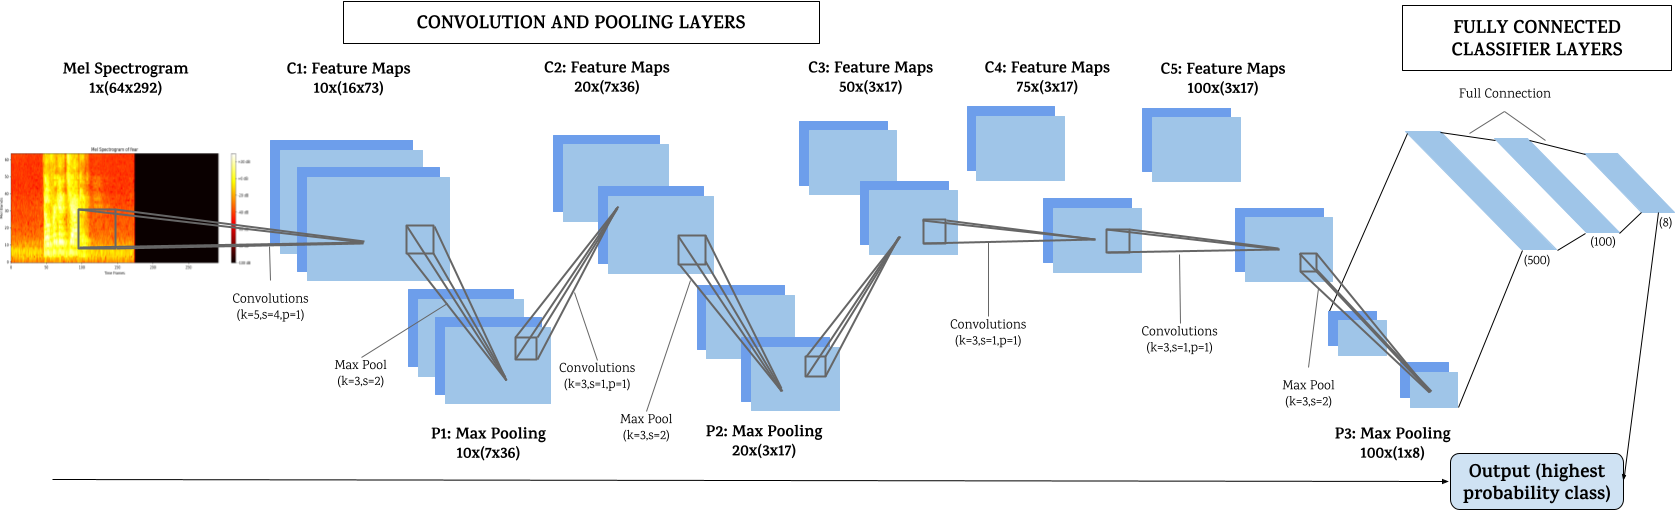 CONVOLUTION AND POOLING LAYERS
FULLY CONNECTED
CLASSIFIER LAYERS
Mel Spectrogram
1x(64x292)
C1: Feature Maps
10x(16x73)
C2: Feature Maps
20x(7x36)
C3: Feature Maps
50x(3x17)
C4: Feature Maps
75x(3x17)
C5: Feature Maps
100x(3x17)
Full Connection
Mel Spectrogram of Fear
Time Frames
(500)
(100)
(8)
Convolutions
(k=5,s=4,p=1)
Max Pool
(k=3,s=2)
Convolutions
(k=3,s=1,p=1)
Max Pool
(k=3,s=2)
Convolutions
(k=3,s=1,p=1)
Convolutions
(k=3,s=1,p=1)
Max Pool
(k=3,s=2)
P1: Max Pooling
10x(7x36)
P2: Max Pooling
20x(3x17)
P3: Max Pooling
100x(1x8)
Output (highest
probability class)